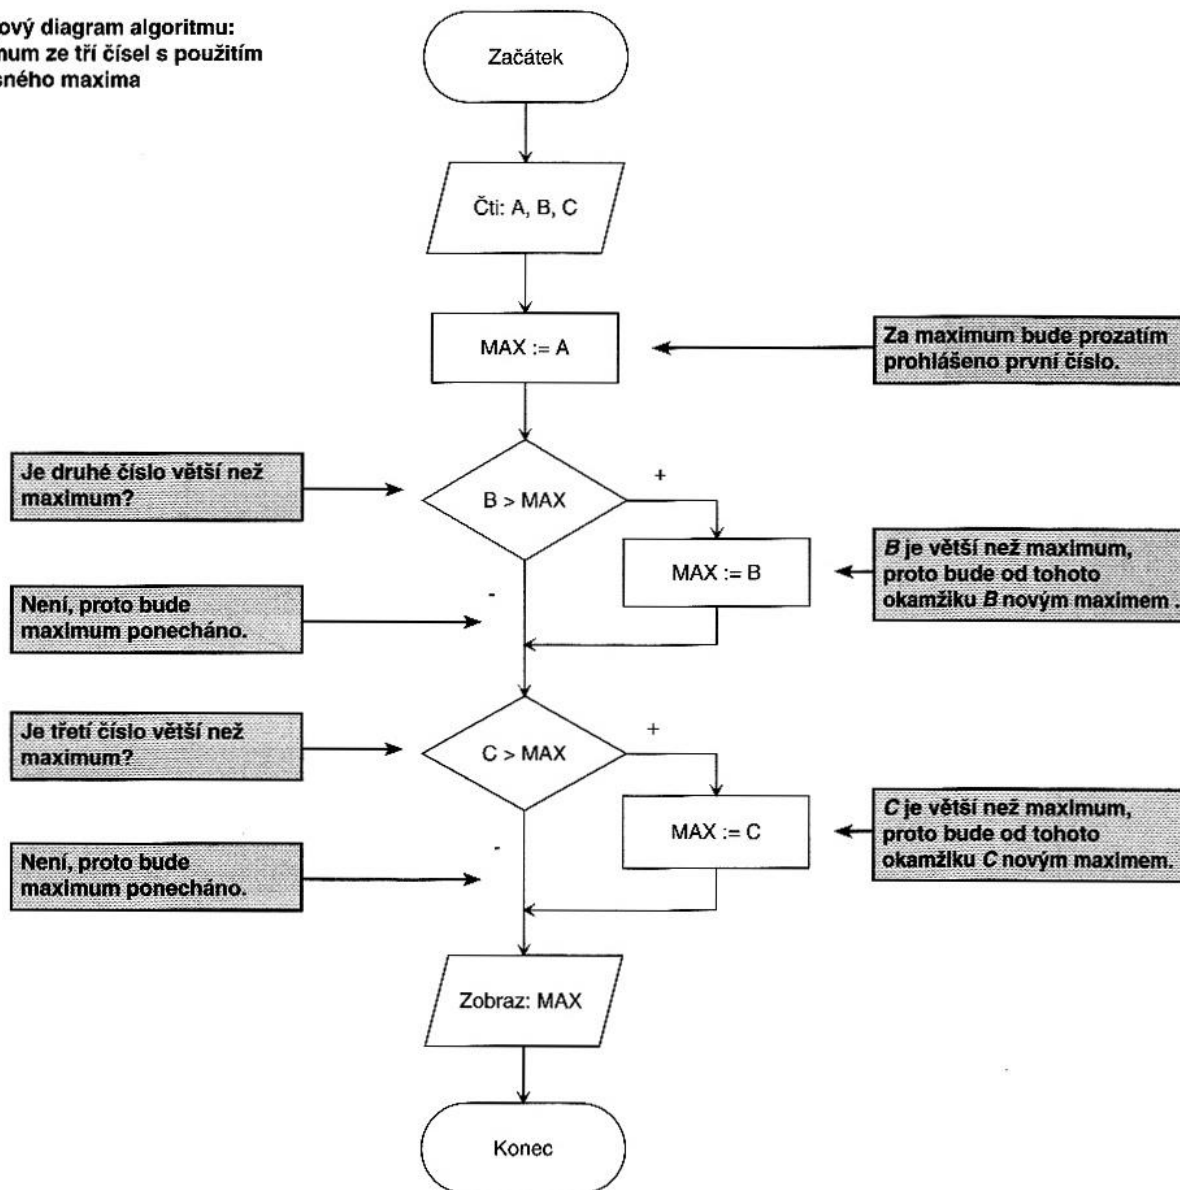 ový diagram algoritmu:
num ze tří čísel s použitím
sného maxima
Začátek
Čti: A, B, C
MAX := A
Za maximum bude prozatím
prohlášeno první číslo.
Je druhé číslo větší než
maximum?
B > MAX
+
MAX := B
B je větší než maximum,
proto bude od tohoto
okamžiku B novým maximem .
-
Není, proto bude
maximum ponecháno.
Je třetí číslo větší než
maximum?
C > MAX
+
MAX := C
C je větší než maximum,
proto bude od tohoto
okamžiku C novým maximem.
-
Není, proto bude
maximum ponecháno.
Zobraz: MAX
Konec